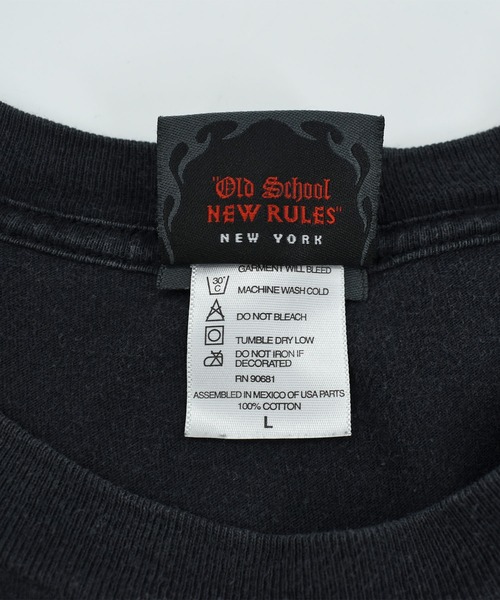 "Old School
NEW RULES"
NEW YORK
GARMENT WILL BLEED
30°
C
MACHINE WASH COLD
DO NOT BLEACH
TUMBLE DRY LOW
DO NOT IRON IF
DECORATED
RN 90681
ASSEMBLED IN MEXICO OF USA PARTS
100% COTTON
L